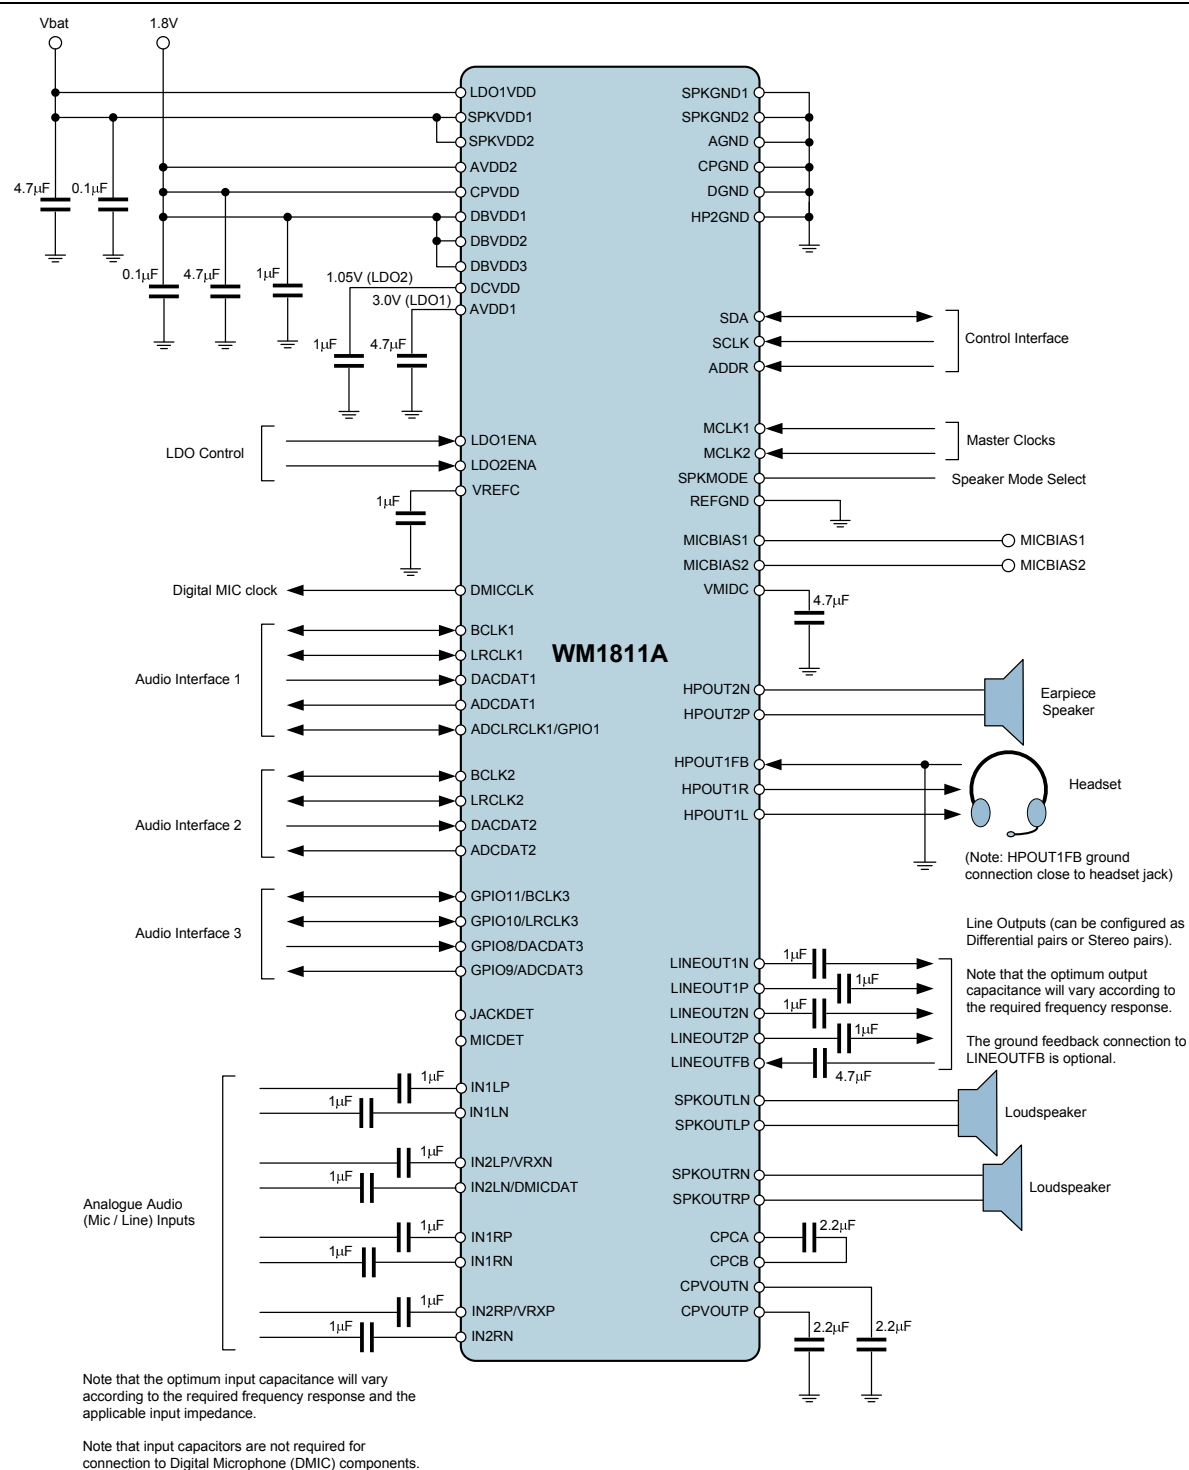 Vbat
1.8V
LDO1VDD
SPKVDD1
SPKVDD2
AVDD2
CPVDD
DBVDD1
DBVDD2
DBVDD3
DCVDD
AVDD1
4.7µF
0.1µF
0.1µF
4.7µF
1µF
1.05V (LDO2)
3.0V (LDO1)
1µF
4.7µF
LDO Control
LDO1ENA
LDO2ENA
VREFC
1µF
Digital MIC clock
DMICCLK
Audio Interface 1
BCLK1
LRCLK1
DACDAT1
ADCDAT1
ADCLRCLK1/GPIO1
Audio Interface 2
BCLK2
LRCLK2
DACDAT2
ADCDAT2
Audio Interface 3
GPIO11/BCLK3
GPIO10/LRCLK3
GPIO8/DACDAT3
GPIO9/ADCDAT3
JACKDET
MICDET
Analogue Audio
(Mic / Line) Inputs
1µF
IN1LP
1µF
IN1LN
1µF
IN2LP/VRXN
1µF
IN2LN/DMICDAT
1µF
IN1RP
1µF
IN1RN
1µF
IN2RP/VRXP
1µF
IN2RN
Note that the optimum input capacitance will vary
according to the required frequency response and the
applicable input impedance.
Note that input capacitors are not required for
connection to Digital Microphone (DMIC) components.
WM1811A
SPKGND1
SPKGND2
AGND
CPGND
DGND
HP2GND
SDA
SCLK
ADDR
Control Interface
MCLK1
MCLK2
Master Clocks
SPKMODE
Speaker Mode Select
REFGND
MICBIAS1
MICBIAS1
MICBIAS2
MICBIAS2
VMIDC
4.7µF
HPOUT2N
HPOUT2P
Earpiece
Speaker
HPOUT1FB
HPOUT1R
HPOUT1L
Headset
(Note: HPOUT1FB ground
connection close to headset jack)
Line Outputs (can be configured as
Differential pairs or Stereo pairs).
Note that the optimum output
capacitance will vary according to
the required frequency response.
The ground feedback connection to
LINEOUTFB is optional.
LINEOUT1N
1µF
LINEOUT1P
1µF
LINEOUT2N
1µF
LINEOUT2P
1µF
LINEOUTFB
4.7µF
SPKOUTLN
SPKOUTLP
Loudspeaker
SPKOUTRN
SPKOUTRP
Loudspeaker
CPCA
2.2µF
CPCB
CPVOUTN
CPVOUTP
2.2µF
2.2µF